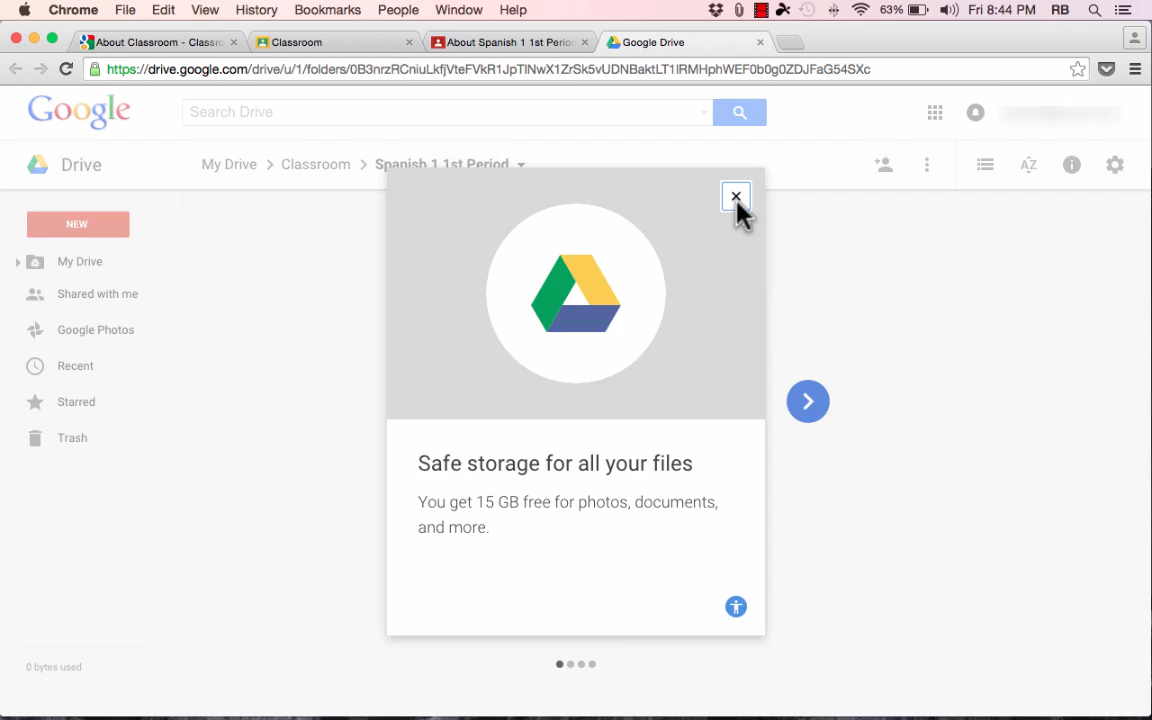 Chrome File Edit View History Bookmarks People Window Help 63% Fri 8:44 PM RB
About Classroom - Classro Classroom About Spanish 1 1st Perio Google Drive
https://drive.google.com/drive/u/1/folders/0B3nrzRCniuLkfjVteFVkR1JpTlNwX1ZrSk5vUDNBaktLT1lRMHphWEF0b0g0ZDJFaG54SXc
Google Search Drive
Drive My Drive > Classroom > Spanish 1 1st Period
NEW
My Drive
Shared with me
Google Photos
Recent
Starred
Trash
0 bytes used
Safe storage for all your files
You get 15 GB free for photos, documents,
and more.